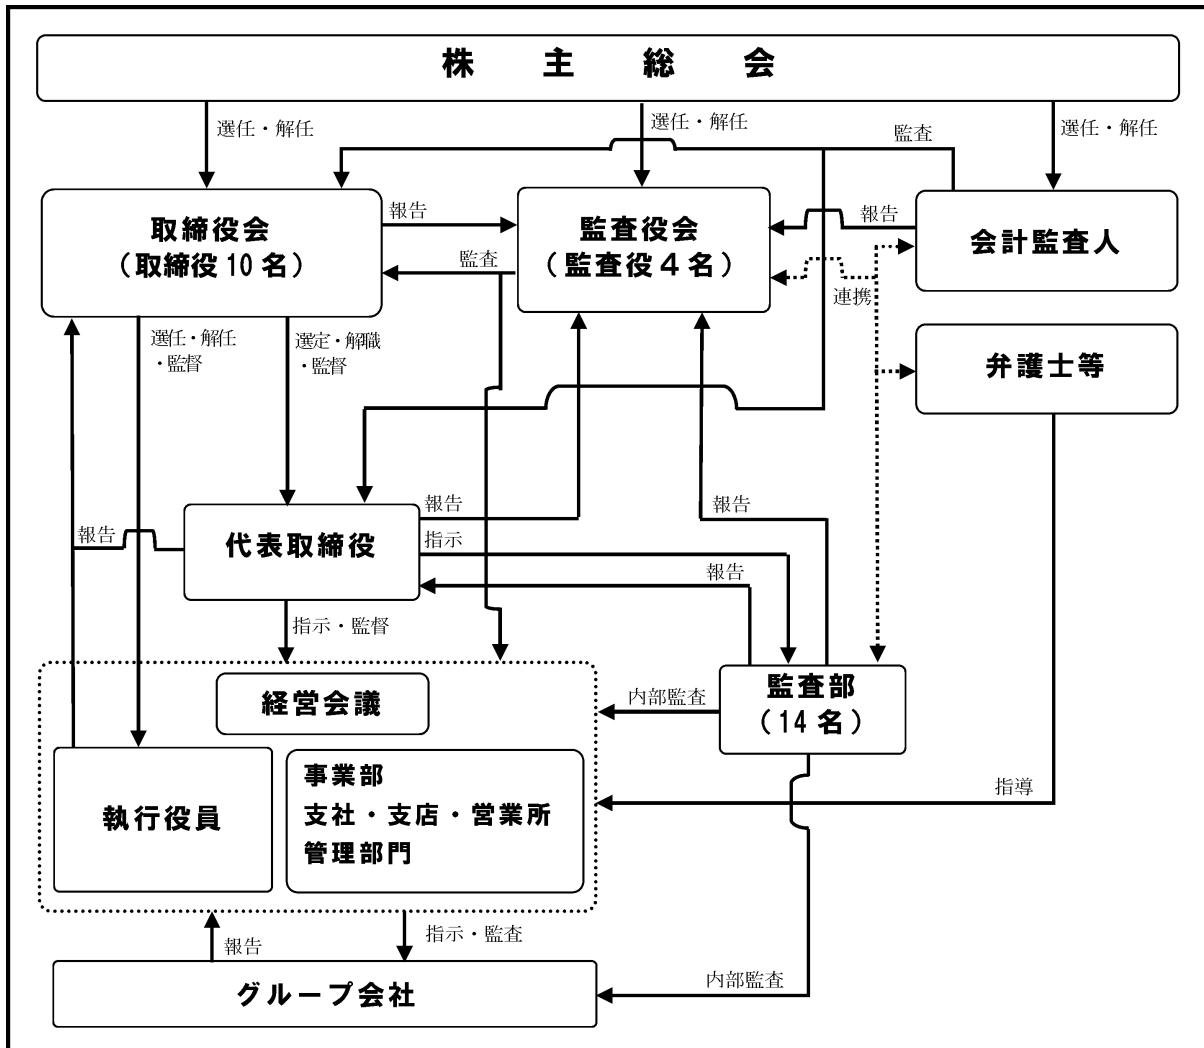 株主総会
選任・解任
選任・解任
選任・解任
監査
取締役会
（取締役10名）
報告
監査
監査役会
（監査役４名）
報告
連携
会計監査人
弁護士等
選任・解任
・監督
選定・解職
・監督
報告
代表取締役
報告
指示
報告
報告
指示・監督
経営会議
内部監査
監査部
（14名）
執行役員
事業部
支社・支店・営業所
管理部門
指導
報告
指示・監査
内部監査
グループ会社